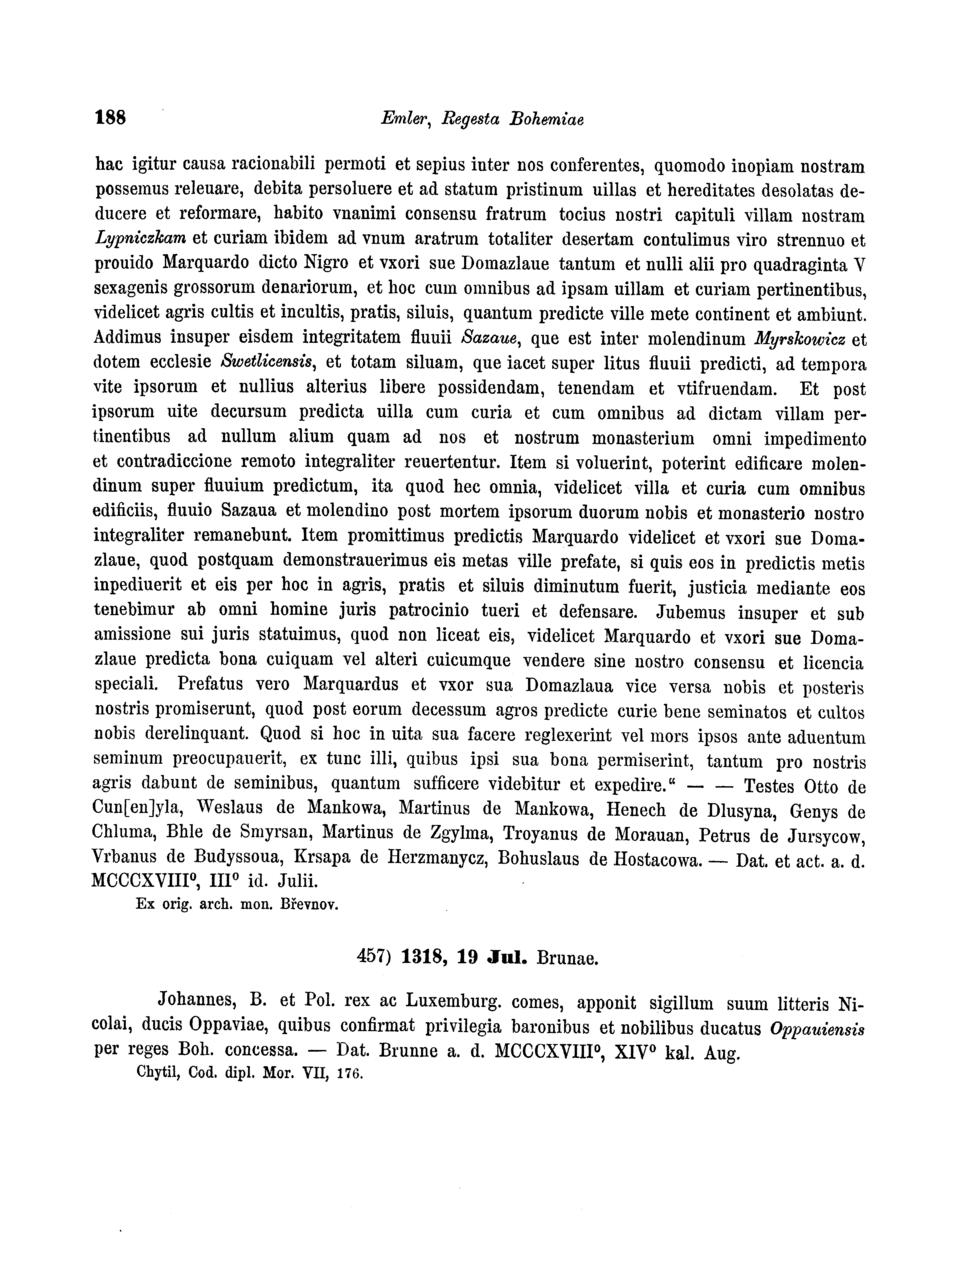 188 Emler, Regesta Bohemiae
hac igitur causa racionabili permoti et sepius inter nos conferentes, quomodo inopiam nostram
possemus releuare, debita persoluere et ad statum pristinum uillas et hereditates desolatas de-
ducere et reformare, habito vnanimi consensu fratrum tocius nostri capituli villam nostram
Lypniczkam et curiam ibidem ad vnum aratrum totaliter desertam contulimus viro strennuo et
prouido Marquardo dicto Nigro et vxori sue Domazlaue tantum et nulli alii pro quadraginta V
sexagenis grossorum denariorum, et hoc cum omnibus ad ipsam uillam et curiam pertinentibus,
videlicet agris cultis et incultis, pratis, siluis, quantum predicte ville mete continent et ambiunt.
Addimus insuper eisdem integritatem fluuii Sazaue, que est inter molendinum Myrskowicz et
dotem ecclesie Swetlicensis, et totam siluam, que iacet super litus fluuii predicti, ad tempora
vite ipsorum et nullius alterius libere possidendam, tenendam et vtifruendam. Et post
ipsorum uite decursum predicta uilla cum curia et cum omnibus ad dictam villam per-
tinentibus ad nullum alium quam ad nos et nostrum monasterium omni impedimento
et contradiccione remoto integraliter reuertentur. Item si voluerint, poterint edificare molen-
dinum super fluuium predictum, ita quod hec omnia, videlicet villa et curia cum omnibus
edificiis, fluuio Sazaua et molendino post mortem ipsorum duorum nobis et monasterio nostro
integraliter remanebunt. Item promittimus predictis Marquardo videlicet et vxori sue Doma-
zlaue, quod postquam demonstrauerimus eis metas ville prefate, si quis eos in predictis metis
inpediuerit et eis per hoc in agris, pratis et siluis diminutum fuerit, justicia mediante eos
tenebimur ab omni homine juris patrocinio tueri et defensare. Jubemus insuper et sub
amissione sui juris statuimus, quod non liceat eis, videlicet Marquardo et vxori sue Doma-
zlaue predicta bona cuiquam vel alteri cuicumque vendere sine nostro consensu et licencia
speciali. Prefatus vero Marquardus et vxor sua Domazlaua vice versa nobis et posteris
nostris promiserunt, quod post eorum decessum agros predicte curie bene seminatos et cultos
nobis derelinquant. Quod si hoc in uita sua facere reglexerint vel mors ipsos ante aduentum
seminum preocupauerit, ex tunc illi, quibus ipsi sua bona permiserint, tantum pro nostris
agris dabunt de seminibus, quantum sufficere videbitur et expedire.“ — — Testes Otto de
Cun[en]yla, Weslaus de Mankowa, Martinus de Mankowa, Henech de Dlusyna, Genys de
Chluma, Bhle de Smyrsan, Martinus de Zgylma, Troyanus de Morauan, Petrus de Jursycow,
Vrbanus de Budyssoua, Krsapa de Herzmanycz, Bohuslaus de Hostacowa. — Dat. et act. a. d.
MCCCXVIII⁰, III⁰ id. Julii.
Ex orig. arch. mon. Břevnov.
457) 1318, 19 Jul. Brunae.
Johannes, B. et Pol. rex ac Luxemburg. comes, apponit sigillum suum litteris Ni-
colai, ducis Oppaviae, quibus confirmat privilegia baronibus et nobilibus ducatus Oppauiensis
per reges Boh. concessa. — Dat. Brunne a. d. MCCCXVIII⁰, XIV⁰ kal. Aug.
Chytil, Cod. dipl. Mor. VII, 176.